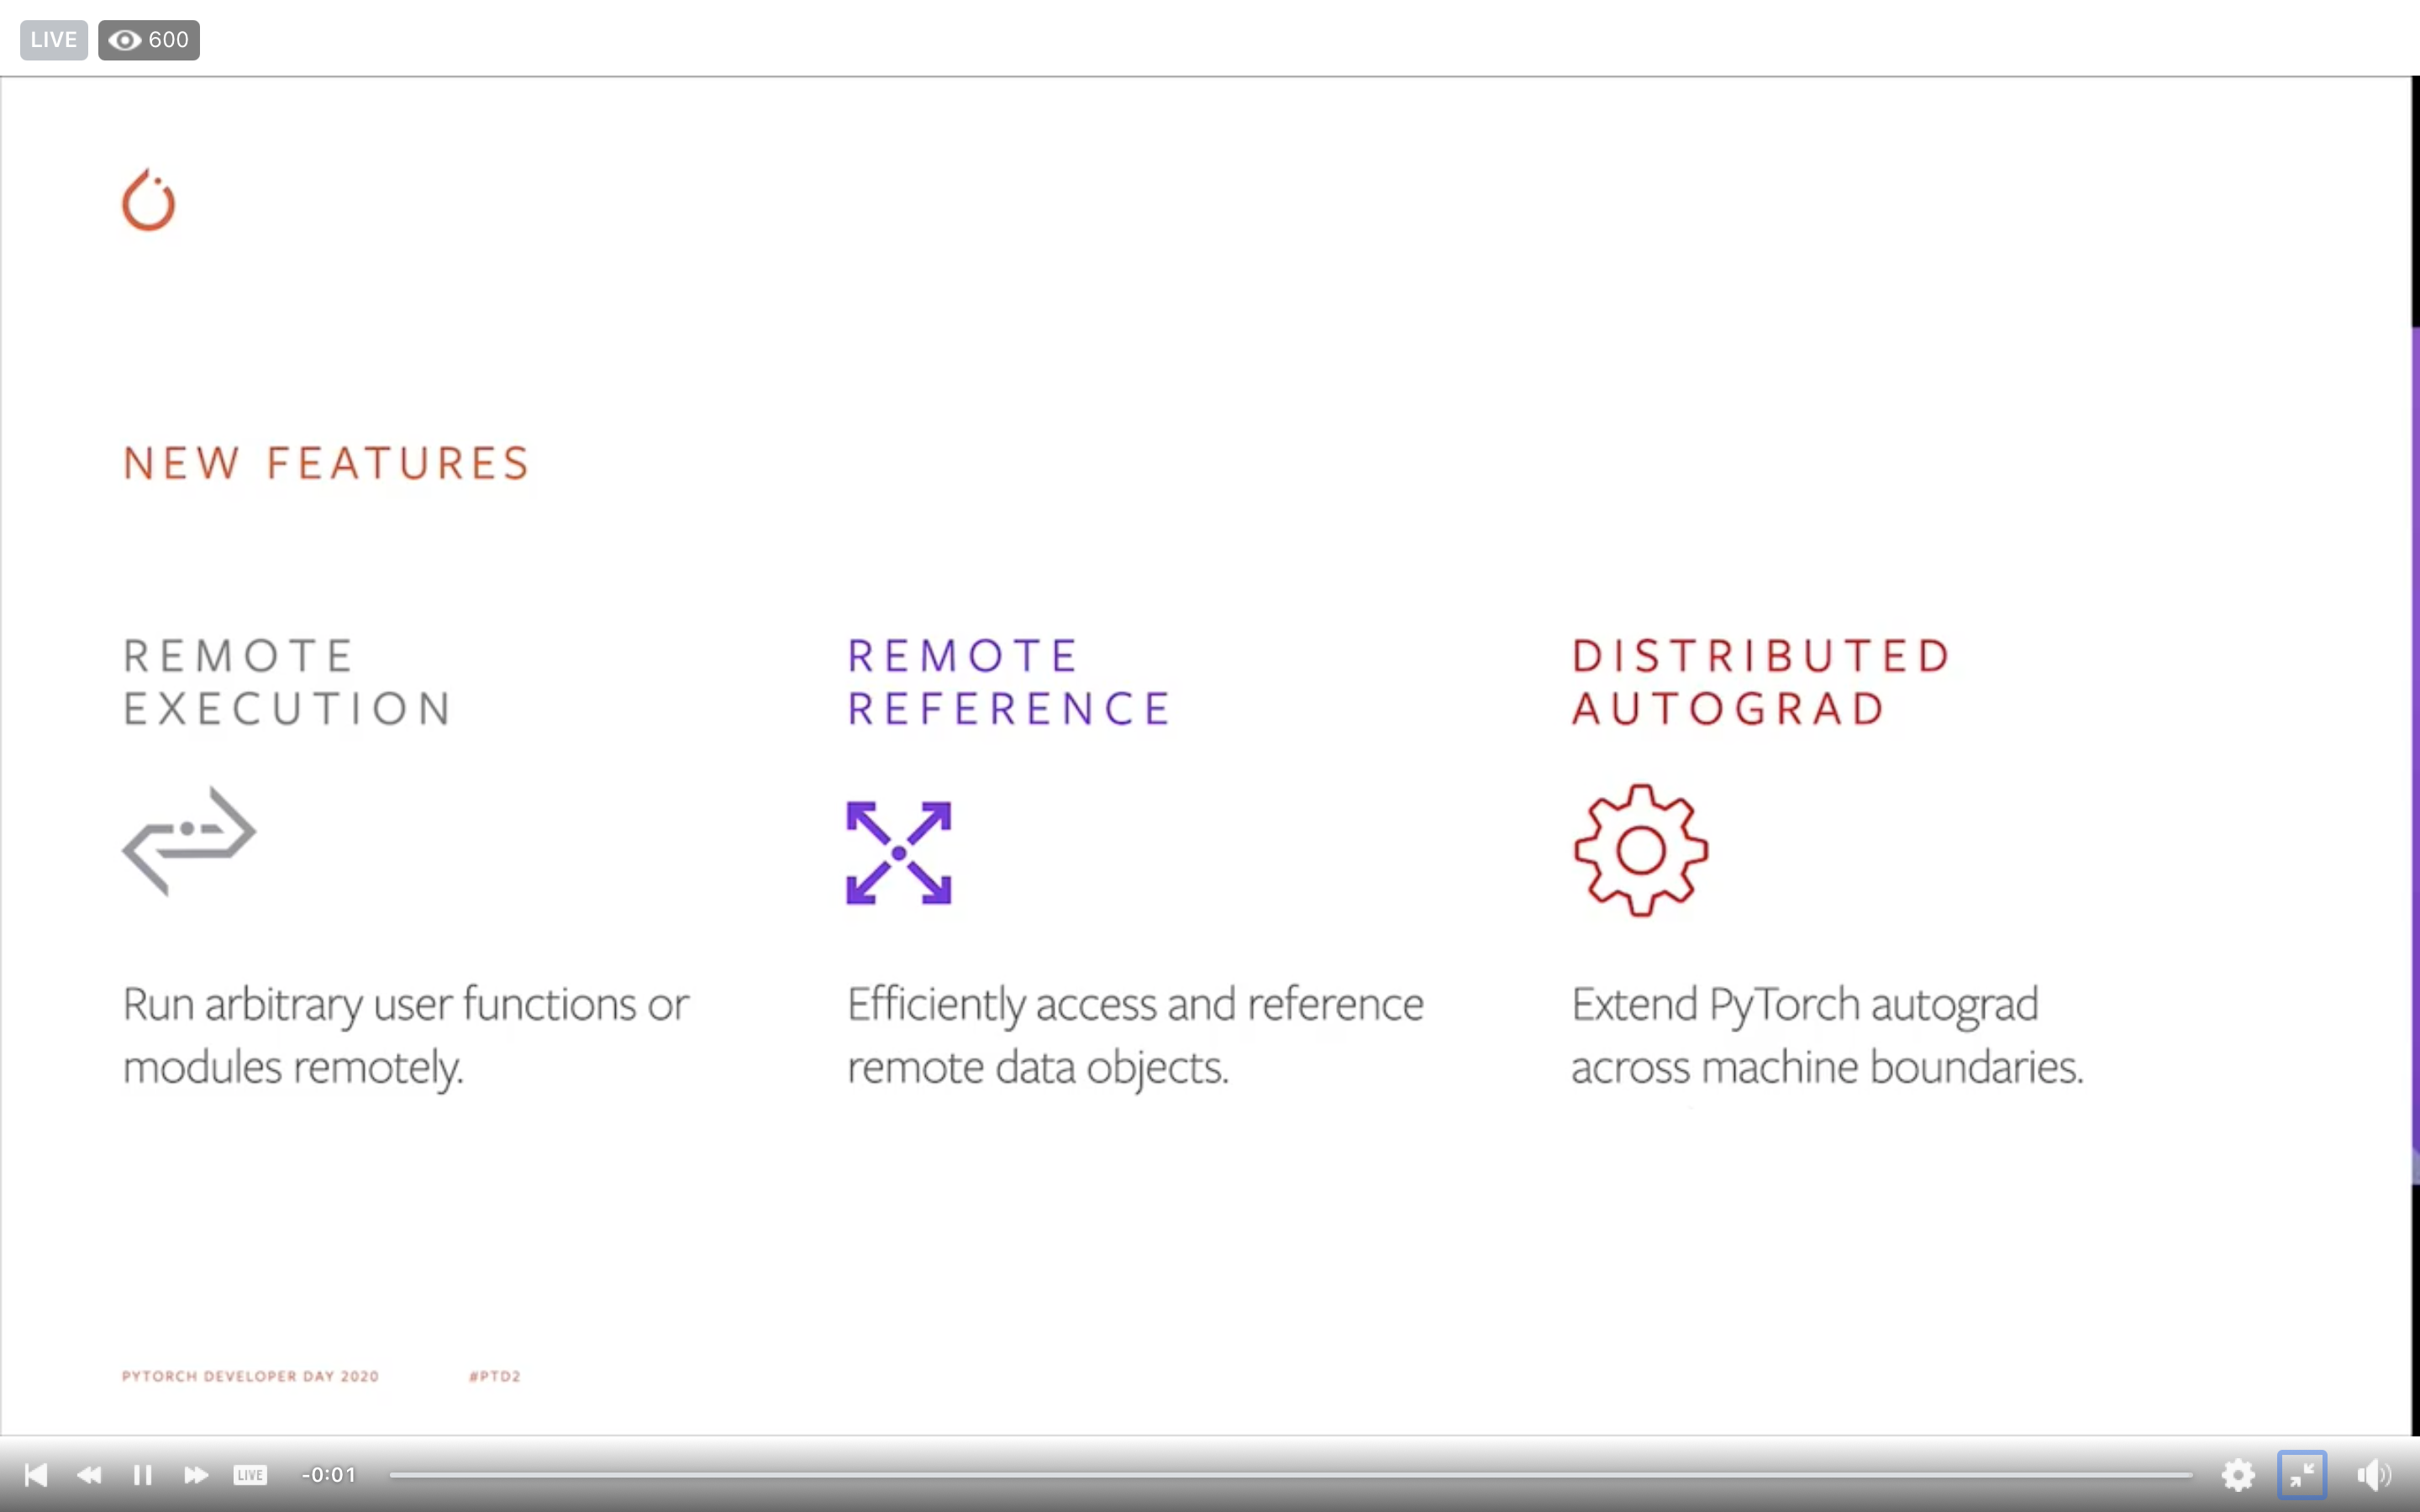 LIVE 600
NEW FEATURES
REMOTE
EXECUTION
Run arbitrary user functions or
modules remotely.
REMOTE
REFERENCE
Efficiently access and reference
remote data objects.
DISTRIBUTED
AUTOGRAD
Extend PyTorch autograd
across machine boundaries.
PYTORCH DEVELOPER DAY 2020 #PTD2
LIVE -0:01